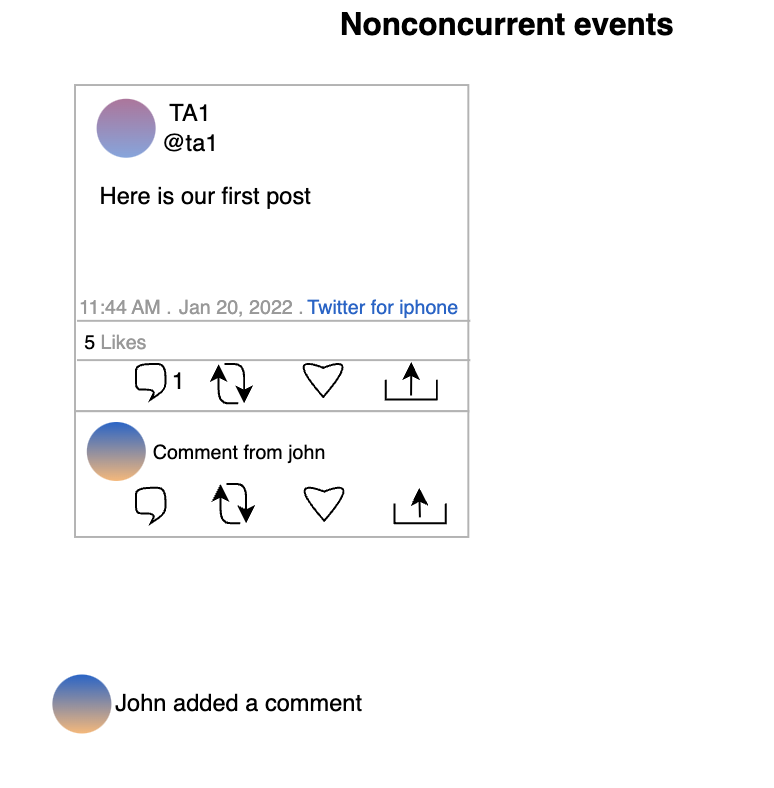 Nonconcurrent events
TA1
@ta1
Here is our first post
11:44 AM . Jan 20, 2022 . Twitter for iphone
5 Likes
1
Comment from john
John added a comment